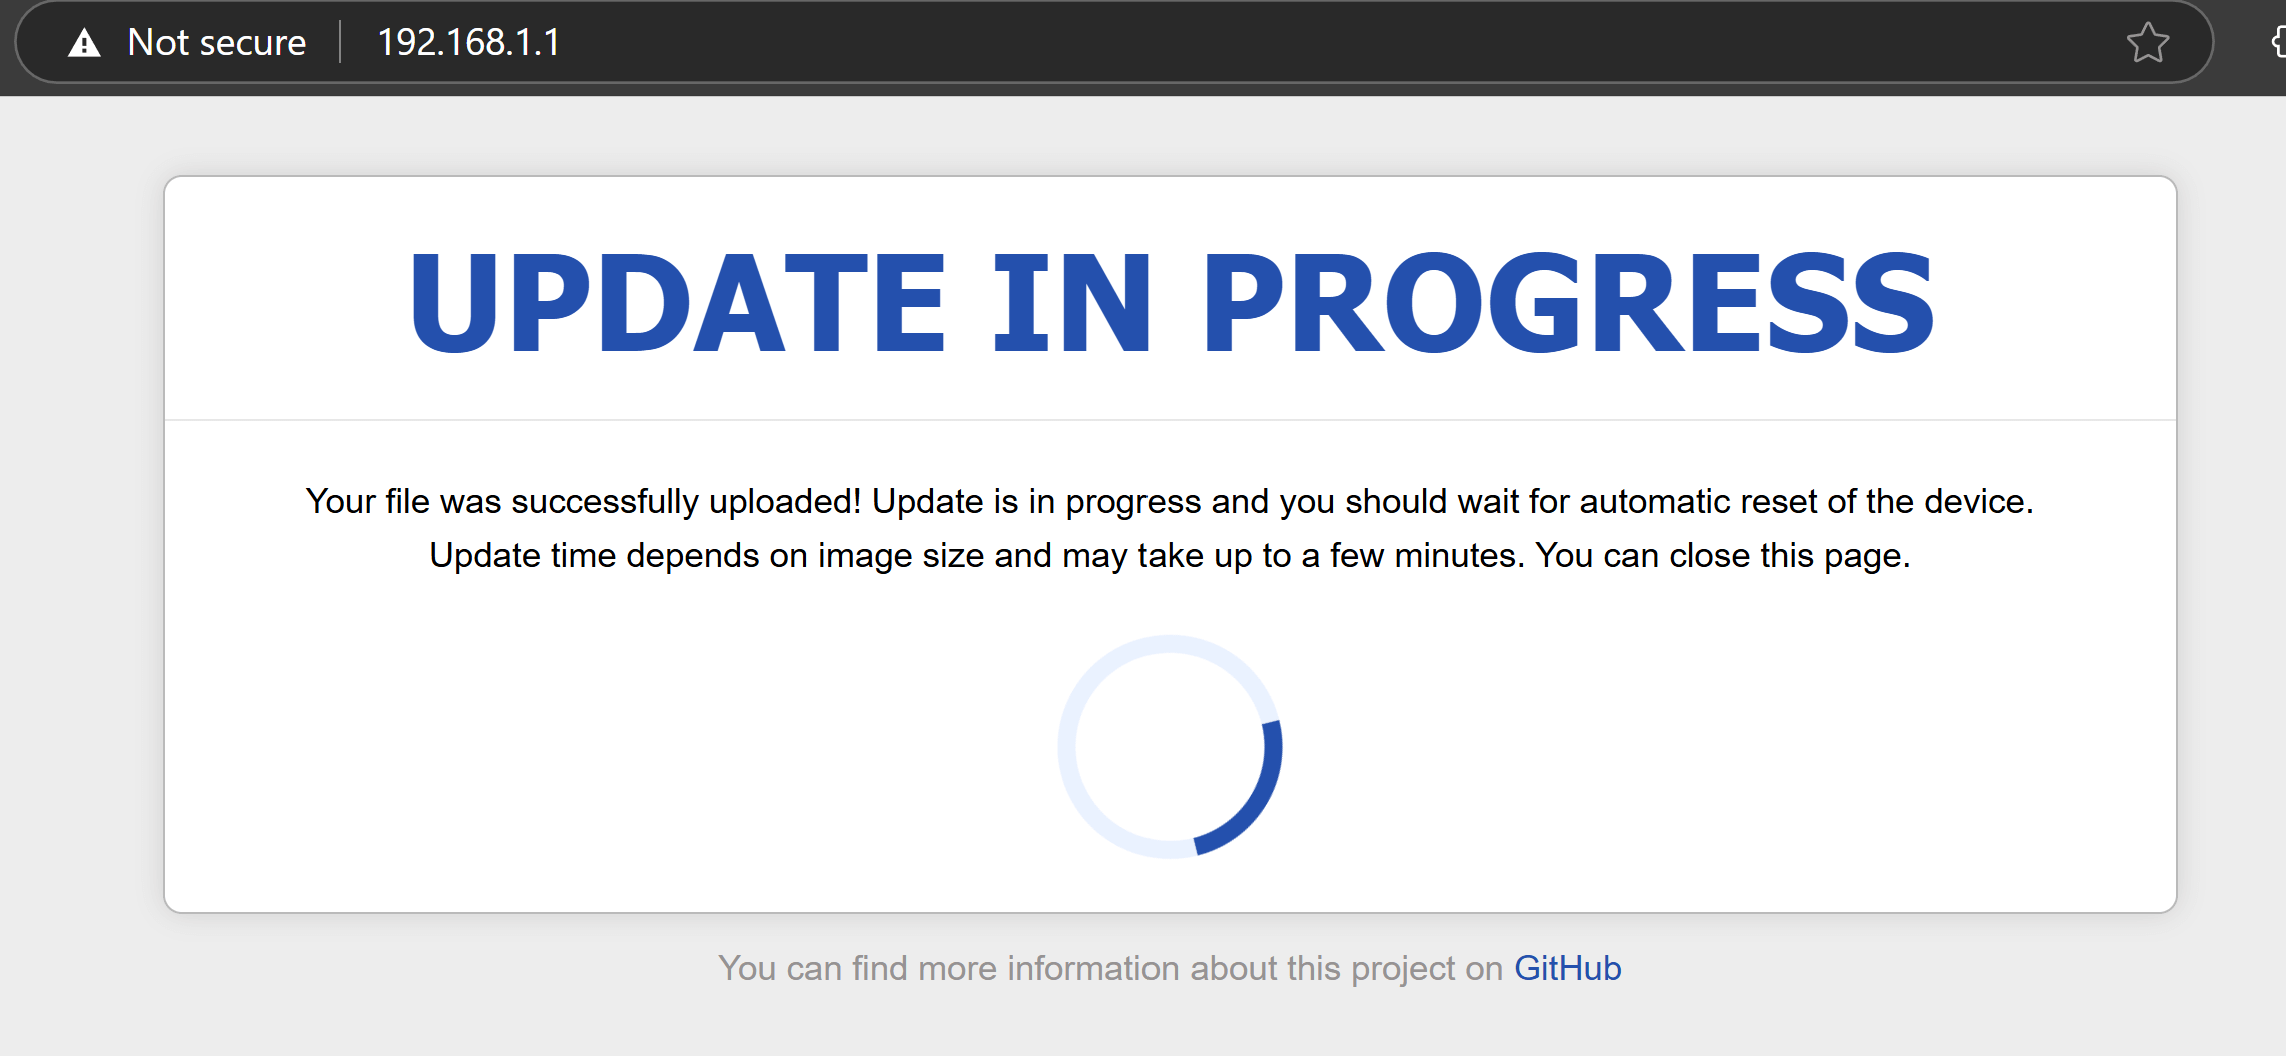 Not secure 192.168.1.1
UPDATE IN PROGRESS
Your file was successfully uploaded! Update is in progress and you should wait for automatic reset of the device.
Update time depends on image size and may take up to a few minutes. You can close this page.
You can find more information about this project on GitHub